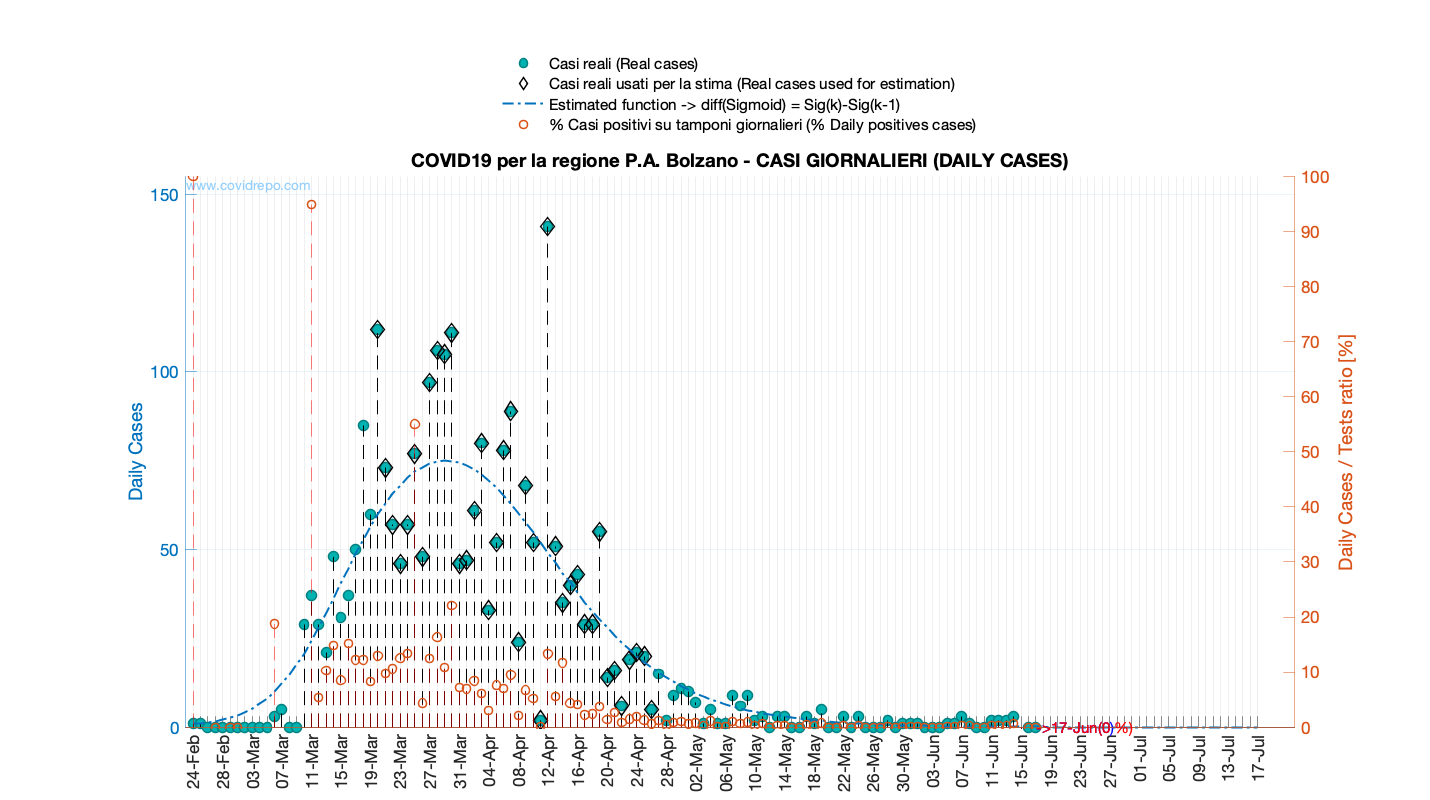 Casi reali (Real cases)
Casi reali usati per la stima (Real cases used for estimation)
Estimated function -> diff(Sigmoid) = Sig(k)-Sig(k-1)
% Casi positivi su tamponi giornalieri (% Daily positives cases)
COVID19 per la regione P.A. Bolzano - CASI GIORNALIERI (DAILY CASES)
www.covidrepo.com
150
100
50
0
Daily Cases
100
90
80
70
60
50
40
30
20
10
0
Daily Cases / Tests ratio [%]
->17-Jun(0%)
24-Feb
28-Feb
03-Mar
07-Mar
11-Mar
15-Mar
19-Mar
23-Mar
27-Mar
31-Mar
04-Apr
08-Apr
12-Apr
16-Apr
20-Apr
24-Apr
28-Apr
02-May
06-May
10-May
14-May
18-May
22-May
26-May
30-May
03-Jun
07-Jun
11-Jun
15-Jun
19-Jun
23-Jun
27-Jun
01-Jul
05-Jul
09-Jul
13-Jul
17-Jul